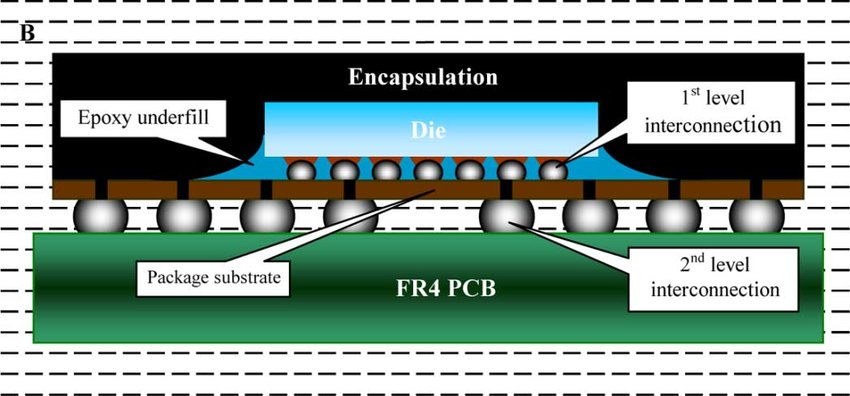 B
Encapsulation
Epoxy underfill
1st level
interconnection
Die
Package substrate
2nd level
interconnection
FR4 PCB